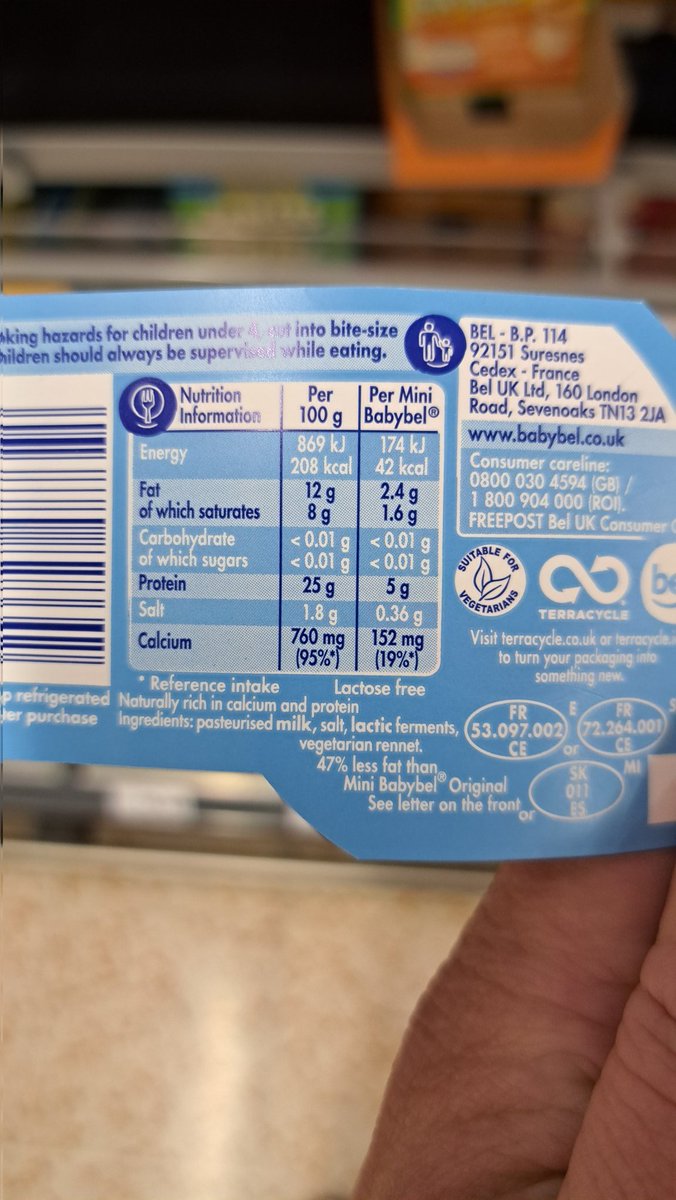 hazards for children under 4, cut into bite-size
children should always be supervised while eating.
Nutrition Information
Per 100 g
Per Mini Babybel®
Energy 869 kJ 174 kJ
208 kcal 42 kcal
Fat 12 g 2.4 g
of which saturates 8 g 1.6 g
Carbohydrate < 0.01 g < 0.01 g
of which sugars < 0.01 g < 0.01 g
Protein 25 g 5 g
Salt 1.8 g 0.36 g
Calcium 760 mg 152 mg
(95%*) (19%*)
* Reference intake Lactose free
refrigerated
purchase
Naturally rich in calcium and protein
Ingredients: pasteurised milk, salt, lactic ferments,
vegetarian rennet.
47% less fat than
Mini Babybel® Original
See letter on the front
BEL - B.P. 114
92151 Suresnes
Cedex - France
Bel UK Ltd, 160 London
Road, Sevenoaks TN13 2JA
www.babybel.co.uk
Consumer careline:
0800 030 4594 (GB) /
1 800 904 000 (ROI).
FREEPOST Bel UK Consumer
SUITABLE FOR VEGETARIANS
TERRACYCLE
be
Visit terracycle.co.uk or terracycle.
to turn your packaging into
something new.
FR
53.097.002
CE
E
or
FR
72.264.001
CE
MI
or
SK
011
ES